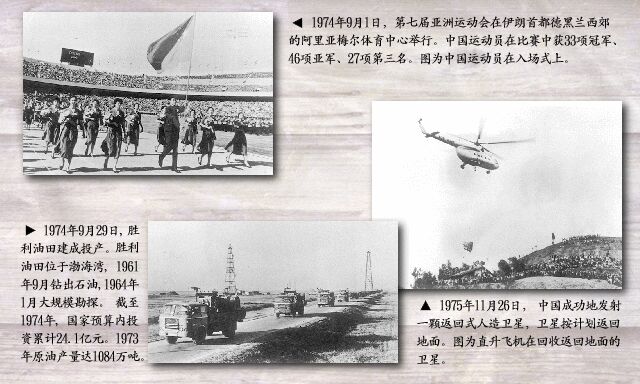 ◀ 1974年9月1日，第七届亚洲运动会在伊朗首都德黑兰西郊
的阿里亚梅尔体育中心举行。中国运动员在比赛中获33项冠军、
46项亚军、27项第三名。图为中国运动员在入场式上。
▶ 1974年9月29日，胜
利油田建成投产。胜利
油田位于渤海湾，1961
年9月钻出石油，1964年
1月大规模勘探。 截至
1974年，国家预算内投
资累计24.1亿元。1973
年原油产量达1084万吨。
▲ 1975年11月26日， 中国成功地发射
一颗返回式人造卫星，卫星按计划返回
地面。图为直升飞机在回收返回地面的
卫星。